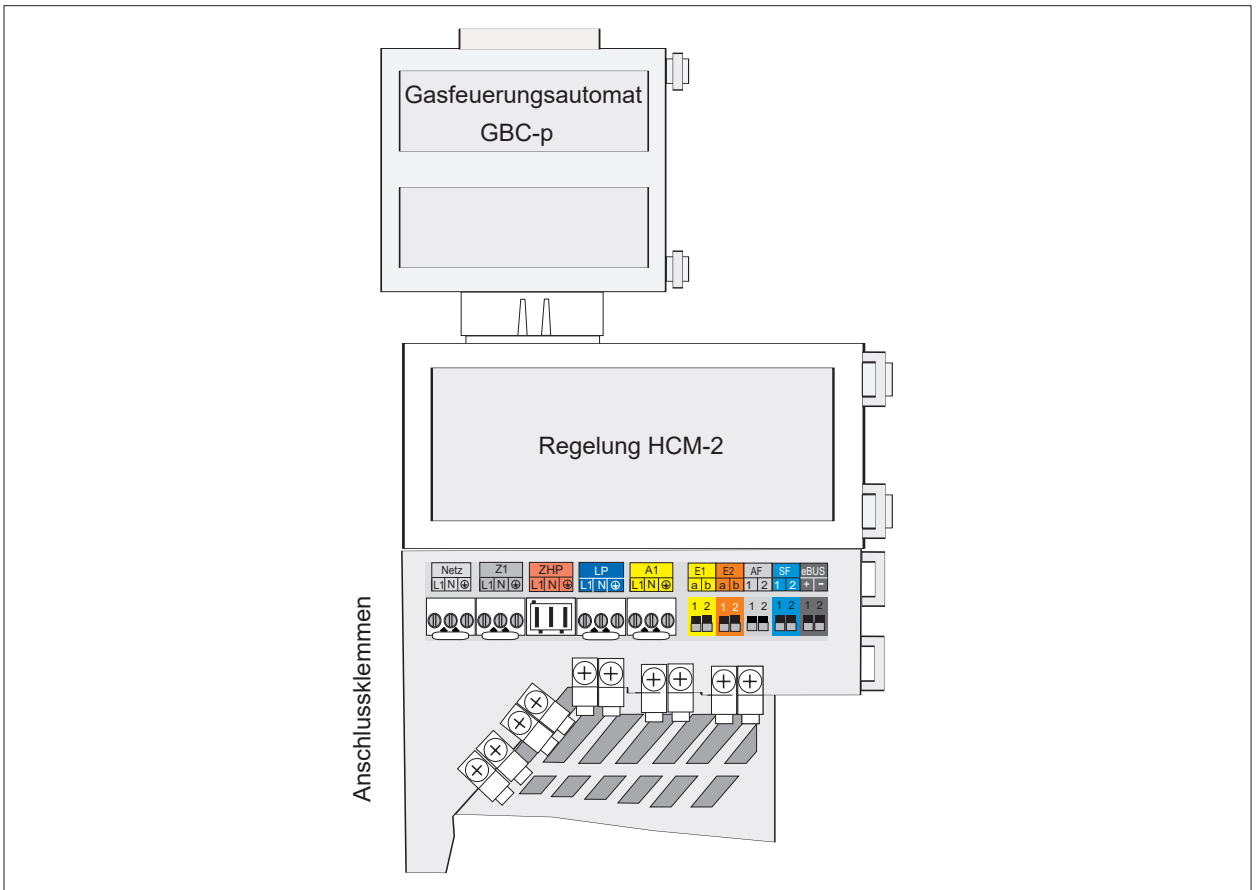 Gasfeuerungsautomat
GBC-p
Regelung HCM-2
Netz Z1 ZHP LP A1 E1 E2 AF SF eBUS
L1 N ⏚ L1 N ⏚ L1 N ⏚ L1 N ⏚ L1 N ⏚ a b a b 1 2 1 2 + −
1 2 1 2 1 2 1 2 1 2
Anschlussklemmen